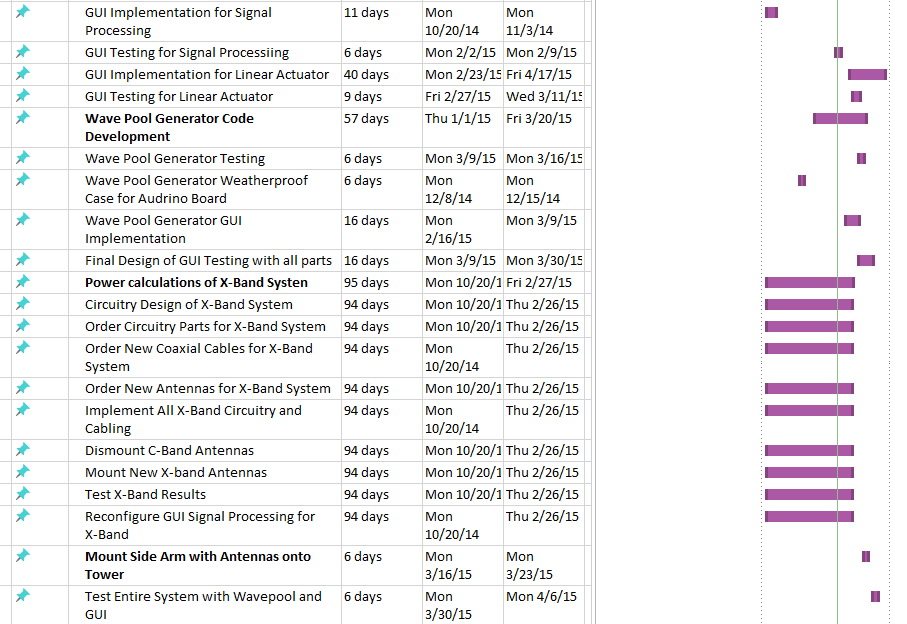 GUI Implementation for Signal 11 days Mon Mon
Processing 10/20/14 11/3/14
GUI Testing for Signal Processiing 6 days Mon 2/2/15 Mon 2/9/15
GUI Implementation for Linear Actuator 40 days Mon 2/23/15 Fri 4/17/15
GUI Testing for Linear Actuator 9 days Fri 2/27/15 Wed 3/11/15
Wave Pool Generator Code 57 days Thu 1/1/15 Fri 3/20/15
Development
Wave Pool Generator Testing 6 days Mon 3/9/15 Mon 3/16/15
Wave Pool Generator Weatherproof 6 days Mon Mon
Case for Audrino Board 12/8/14 12/15/14
Wave Pool Generator GUI 16 days Mon Mon 3/9/15
Implementation 2/16/15
Final Design of GUI Testing with all parts 16 days Mon 3/9/15 Mon 3/30/15
Power calculations of X-Band Systen 95 days Mon 10/20/1 Fri 2/27/15
Circuitry Design of X-Band System 94 days Mon 10/20/1 Thu 2/26/15
Order Circuitry Parts for X-Band System 94 days Mon 10/20/1 Thu 2/26/15
Order New Coaxial Cables for X-Band 94 days Mon Thu 2/26/15
System 10/20/14
Order New Antennas for X-Band System 94 days Mon 10/20/1 Thu 2/26/15
Implement All X-Band Circuitry and 94 days Mon Thu 2/26/15
Cabling 10/20/14
Dismount C-Band Antennas 94 days Mon 10/20/1 Thu 2/26/15
Mount New X-band Antennas 94 days Mon 10/20/1 Thu 2/26/15
Test X-Band Results 94 days Mon 10/20/1 Thu 2/26/15
Reconfigure GUI Signal Processing for 94 days Mon Thu 2/26/15
X-Band 10/20/14
Mount Side Arm with Antennas onto 6 days Mon Mon
Tower 3/16/15 3/23/15
Test Entire System with Wavepool and 6 days Mon Mon 4/6/15
GUI 3/30/15